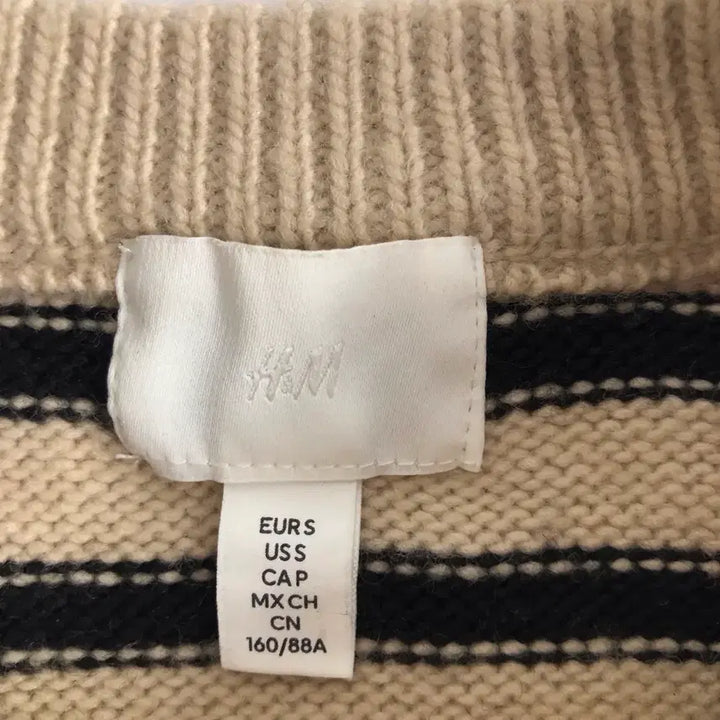 H&M
EUR S
US S
CA P
MX CH
CN
160/88A